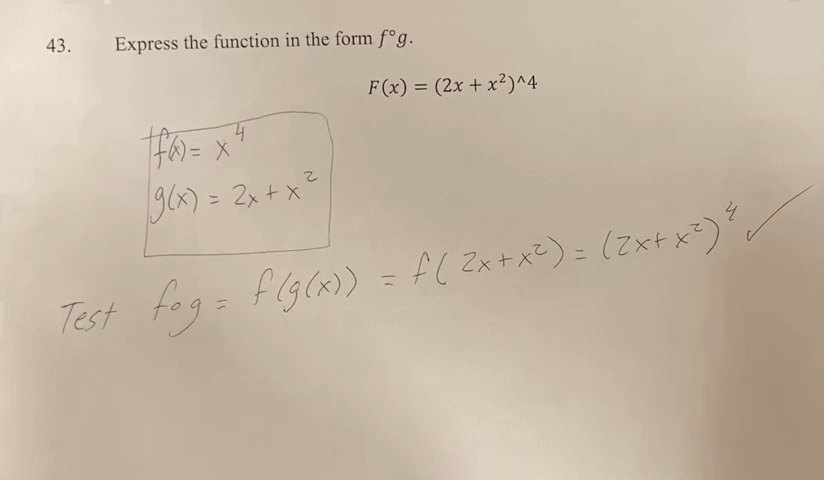 43. Express the function in the form f°g.
F(x) = (2x + x²)^4
f(x) = x⁴
g(x) = 2x + x²
Test fog = f(g(x)) = f(2x + x²) = (2x + x²)⁴ ✓